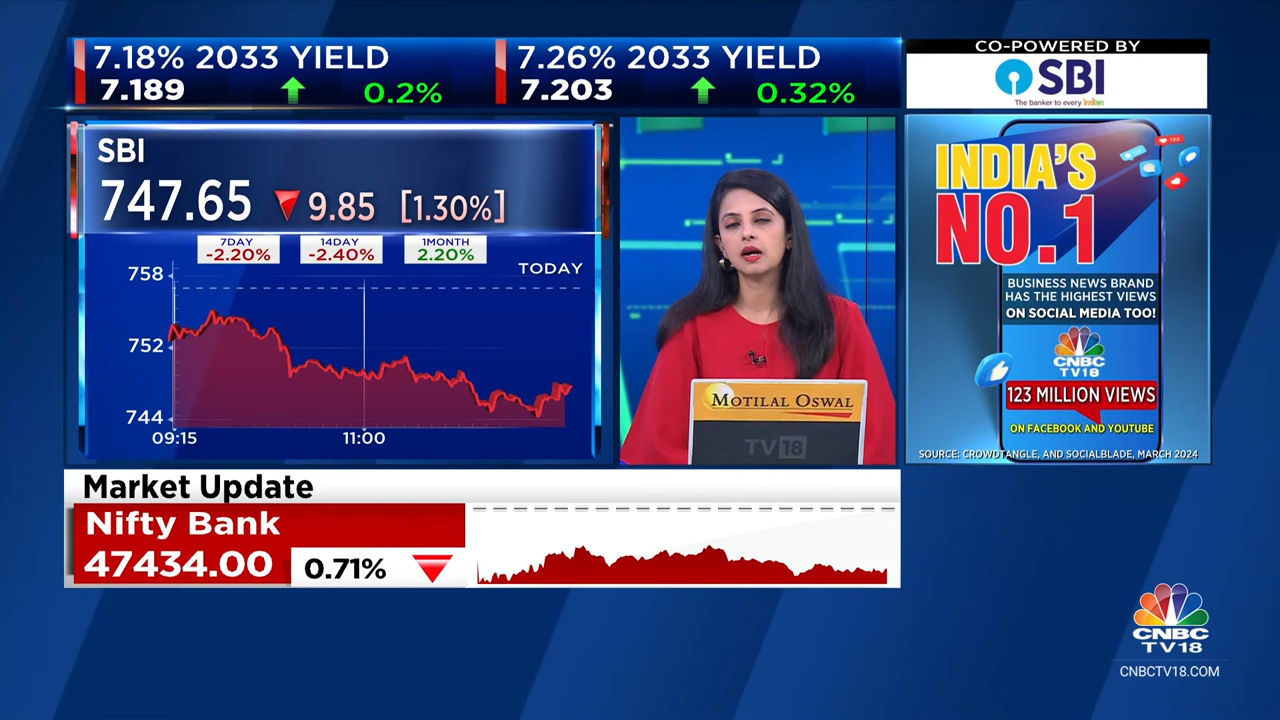 7.18% 2033 YIELD
7.189 0.2%
7.26% 2033 YIELD
7.203 0.32%
CO-POWERED BY
SBI
The banker to every Indian
SBI
747.65 9.85 [1.30%]
7DAY
-2.20%
14DAY
-2.40%
1MONTH
2.20%
TODAY
758
752
744
09:15 11:00
MOTILAL OSWAL
TV18
INDIA'S
NO.1
BUSINESS NEWS BRAND
HAS THE HIGHEST VIEWS
ON SOCIAL MEDIA TOO!
CNBC
TV18
123 MILLION VIEWS
ON FACEBOOK AND YOUTUBE
SOURCE: CROWDTANGLE, AND SOCIALBLADE, MARCH 2024
Market Update
Nifty Bank
47434.00 0.71%
CNBC
TV18
CNBCTV18.COM